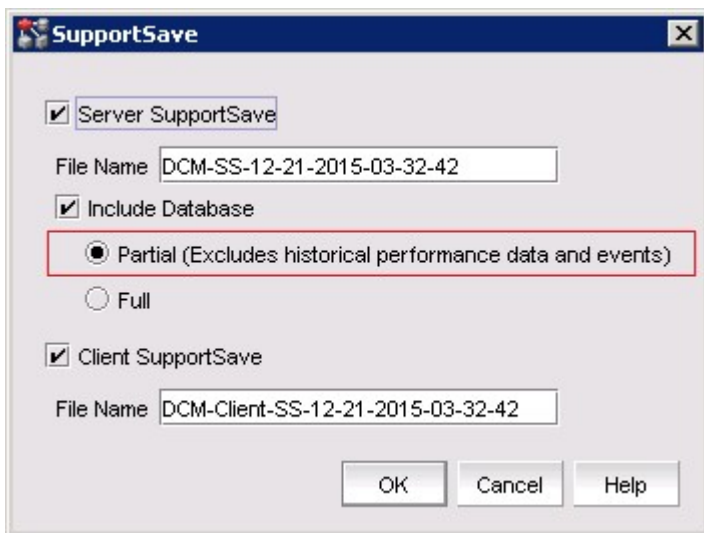 SupportSave
Server SupportSave
File Name DCM-SS-12-21-2015-03-32-42
Include Database
Partial (Excludes historical performance data and events)
Full
Client SupportSave
File Name DCM-Client-SS-12-21-2015-03-32-42
OK Cancel Help